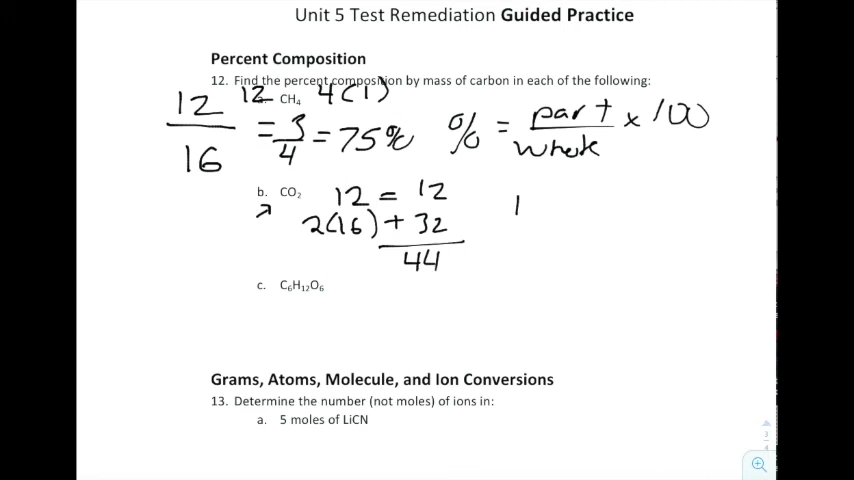 Unit 5 Test Remediation Guided Practice
Percent Composition
12. Find the percent composition by mass of carbon in each of the following:
a. CH₄ 12 4(1)
12/16 = 3/4 = 75% % = part/whole × 100
b. CO₂ 12 = 12
2(16) + 32
44
1
c. C₆H₁₂O₆
Grams, Atoms, Molecule, and Ion Conversions
13. Determine the number (not moles) of ions in:
a. 5 moles of LiCN